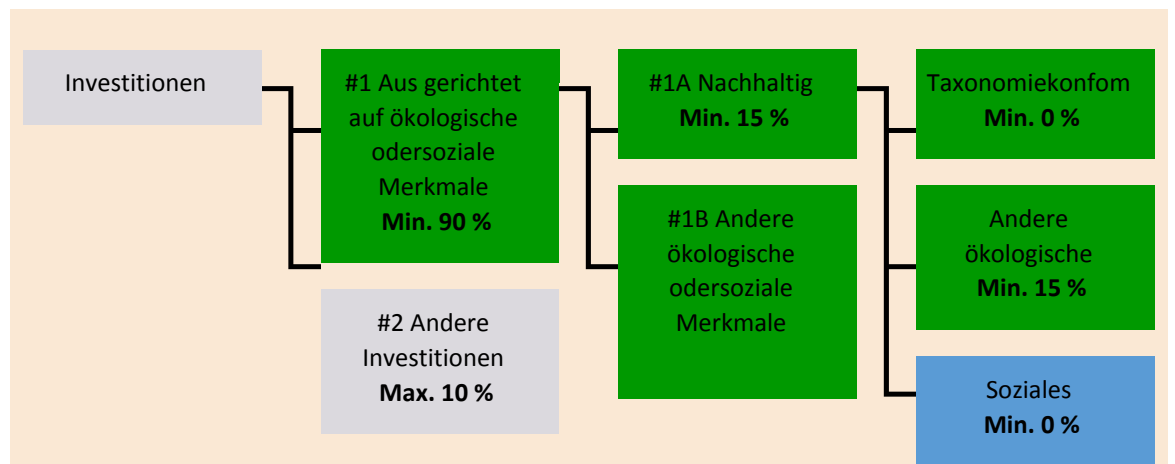 Investitionen
#1 Aus gerichtet
auf ökologische
odersoziale
Merkmale
Min. 90 %
#2 Andere
Investitionen
Max. 10 %
#1A Nachhaltig
Min. 15 %
#1B Andere
ökologische
odersoziale
Merkmale
Taxonomiekonfom
Min. 0 %
Andere
ökologische
Min. 15 %
Soziales
Min. 0 %